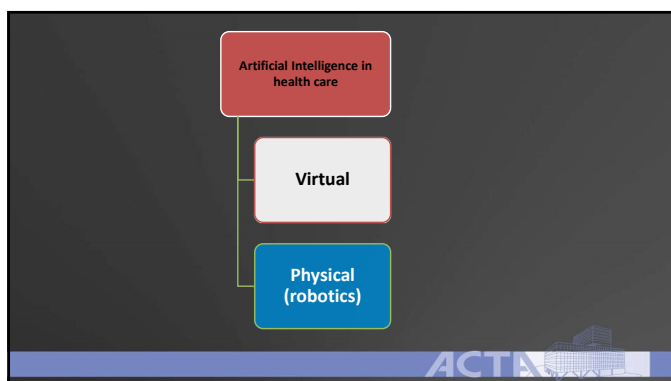 Artificial Intelligence in
health care
Virtual
Physical
(robotics)
ACTA